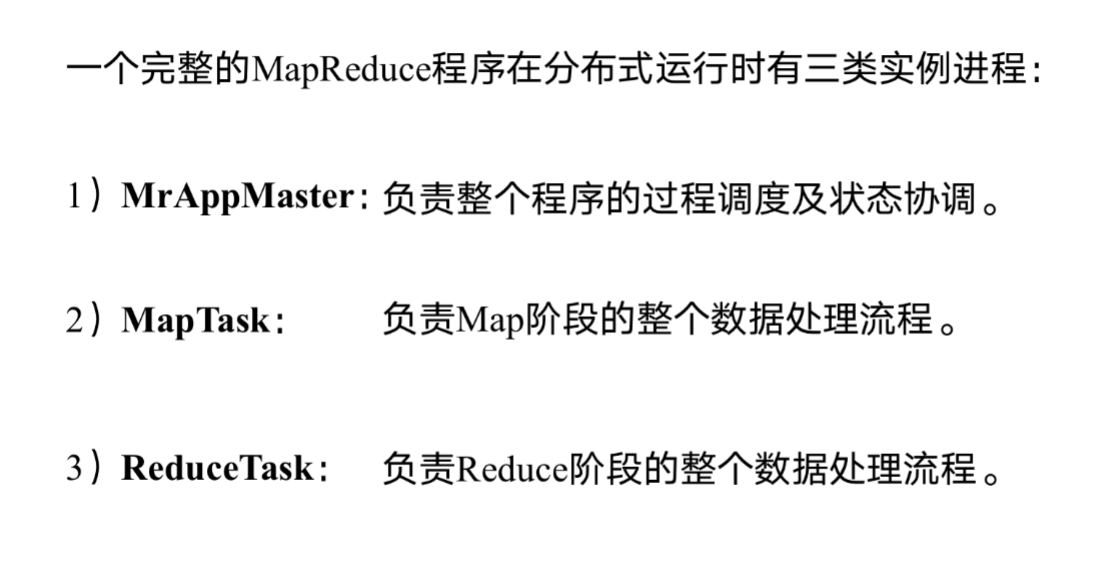 一个完整的MapReduce程序在分布式运行时有三类实例进程：
1）MrAppMaster：负责整个程序的过程调度及状态协调。
2）MapTask： 负责Map阶段的整个数据处理流程。
3）ReduceTask： 负责Reduce阶段的整个数据处理流程。